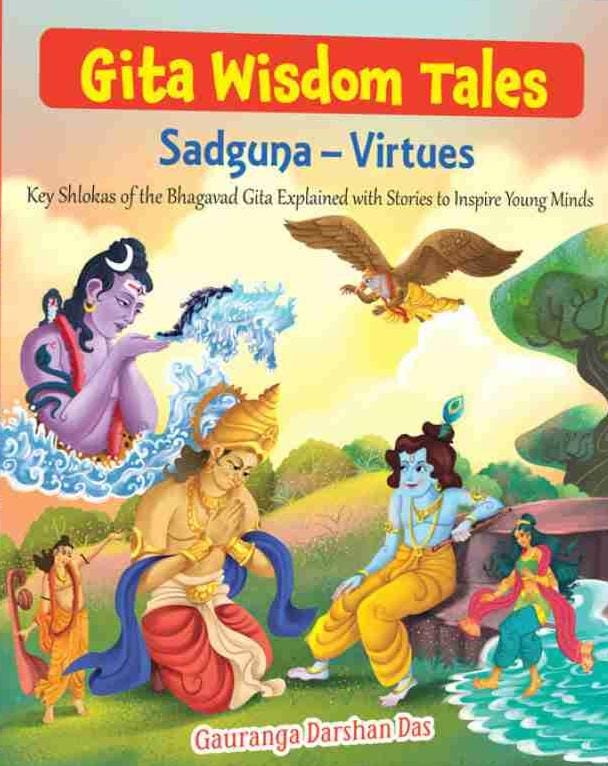 Gita Wisdom Tales
Sadguṇa – Virtues
Key Shlokas of the Bhagavad Gita Explained with Stories to Inspire Young Minds
Gauranga Darshan Das